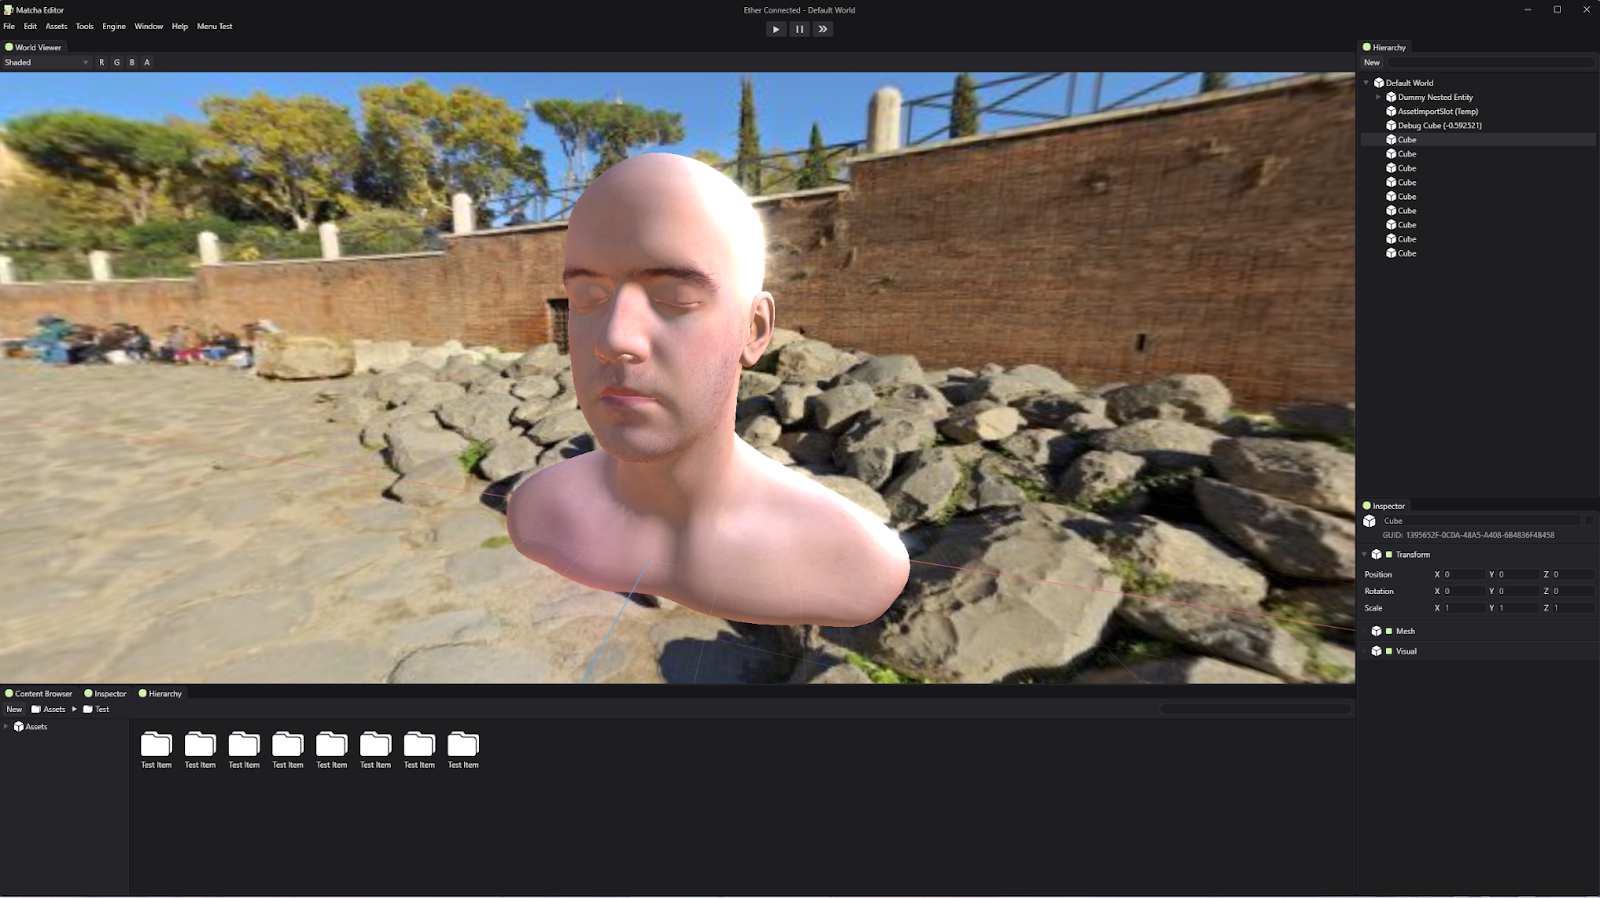 Matcha Editor
Ether Connected - Default World
File Edit Assets Tools Engine Window Help Menu Test
World Viewer
Shaded R G B A
Hierarchy
New
Default World
Dummy Nested Entity
AssetImportSlot (Temp)
Debug Cube (-0.592521)
Cube
Cube
Cube
Cube
Cube
Cube
Cube
Cube
Cube
Inspector
Cube
GUID: 1395652F-0C0A-48A5-A408-6B4836F48458
Transform
Position X 0 Y 0 Z 0
Rotation X 0 Y 0 Z 0
Scale X 1 Y 1 Z 1
Mesh
Visual
Content Browser Inspector Hierarchy
New Assets Test
Assets
Test Item Test Item Test Item Test Item Test Item Test Item Test Item Test Item